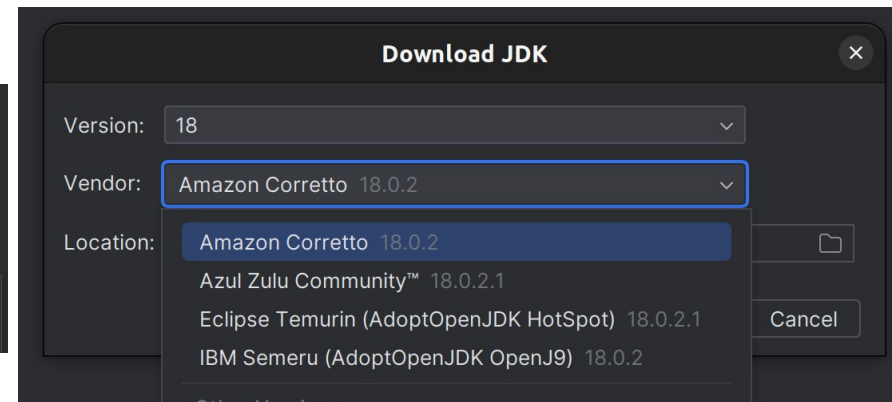 Download JDK
Version: 18
Vendor: Amazon Corretto 18.0.2
Location:
Amazon Corretto 18.0.2
Azul Zulu Community™ 18.0.2.1
Eclipse Temurin (AdoptOpenJDK HotSpot) 18.0.2.1
Cancel
IBM Semeru (AdoptOpenJDK OpenJ9) 18.0.2